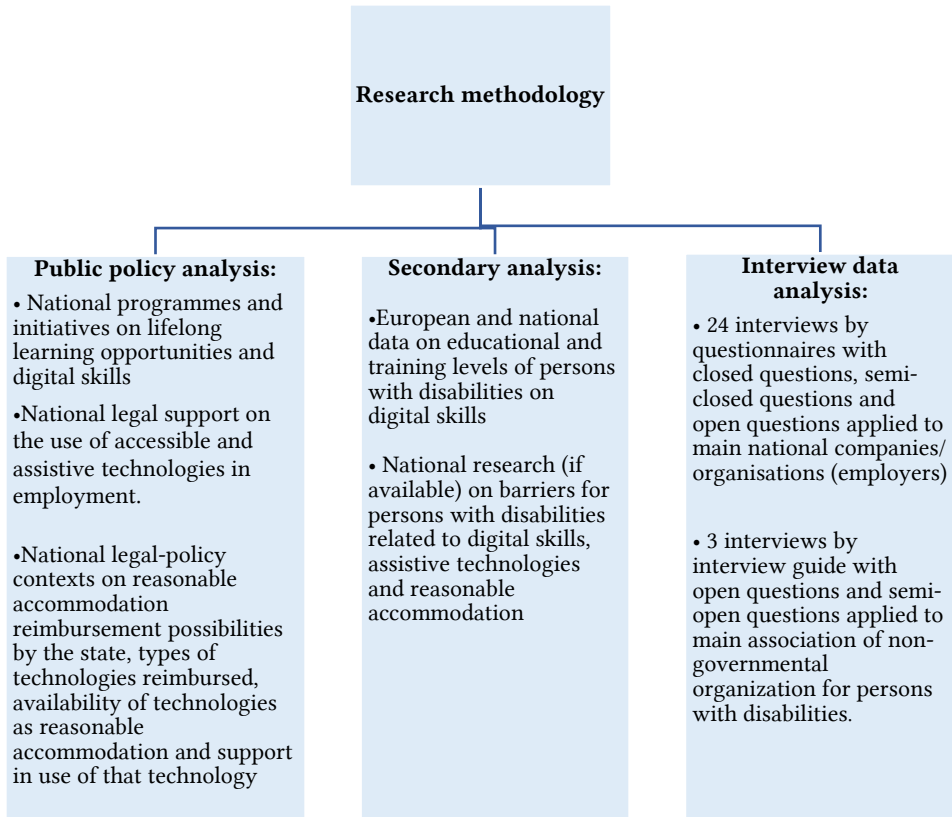 Research methodology
Public policy analysis:
• National programmes and
initiatives on lifelong
learning opportunities and
digital skills
•National legal support on
the use of accessible and
assistive technologies in
employment.
•National legal-policy
contexts on reasonable
accommodation
reimbursement possibilities
by the state, types of
technologies reimbursed,
availability of technologies
as reasonable
accommodation and support
in use of that technology
Secondary analysis:
•European and national
data on educational and
training levels of persons
with disabilities on
digital skills
• National research (if
available) on barriers for
persons with disabilities
related to digital skills,
assistive technologies
and reasonable
accommodation
Interview data
analysis:
• 24 interviews by
questionnaires with
closed questions, semi-
closed questions and
open questions applied to
main national companies/
organisations (employers)
• 3 interviews by
interview guide with
open questions and semi-
open questions applied to
main association of non-
governmental
organization for persons
with disabilities.